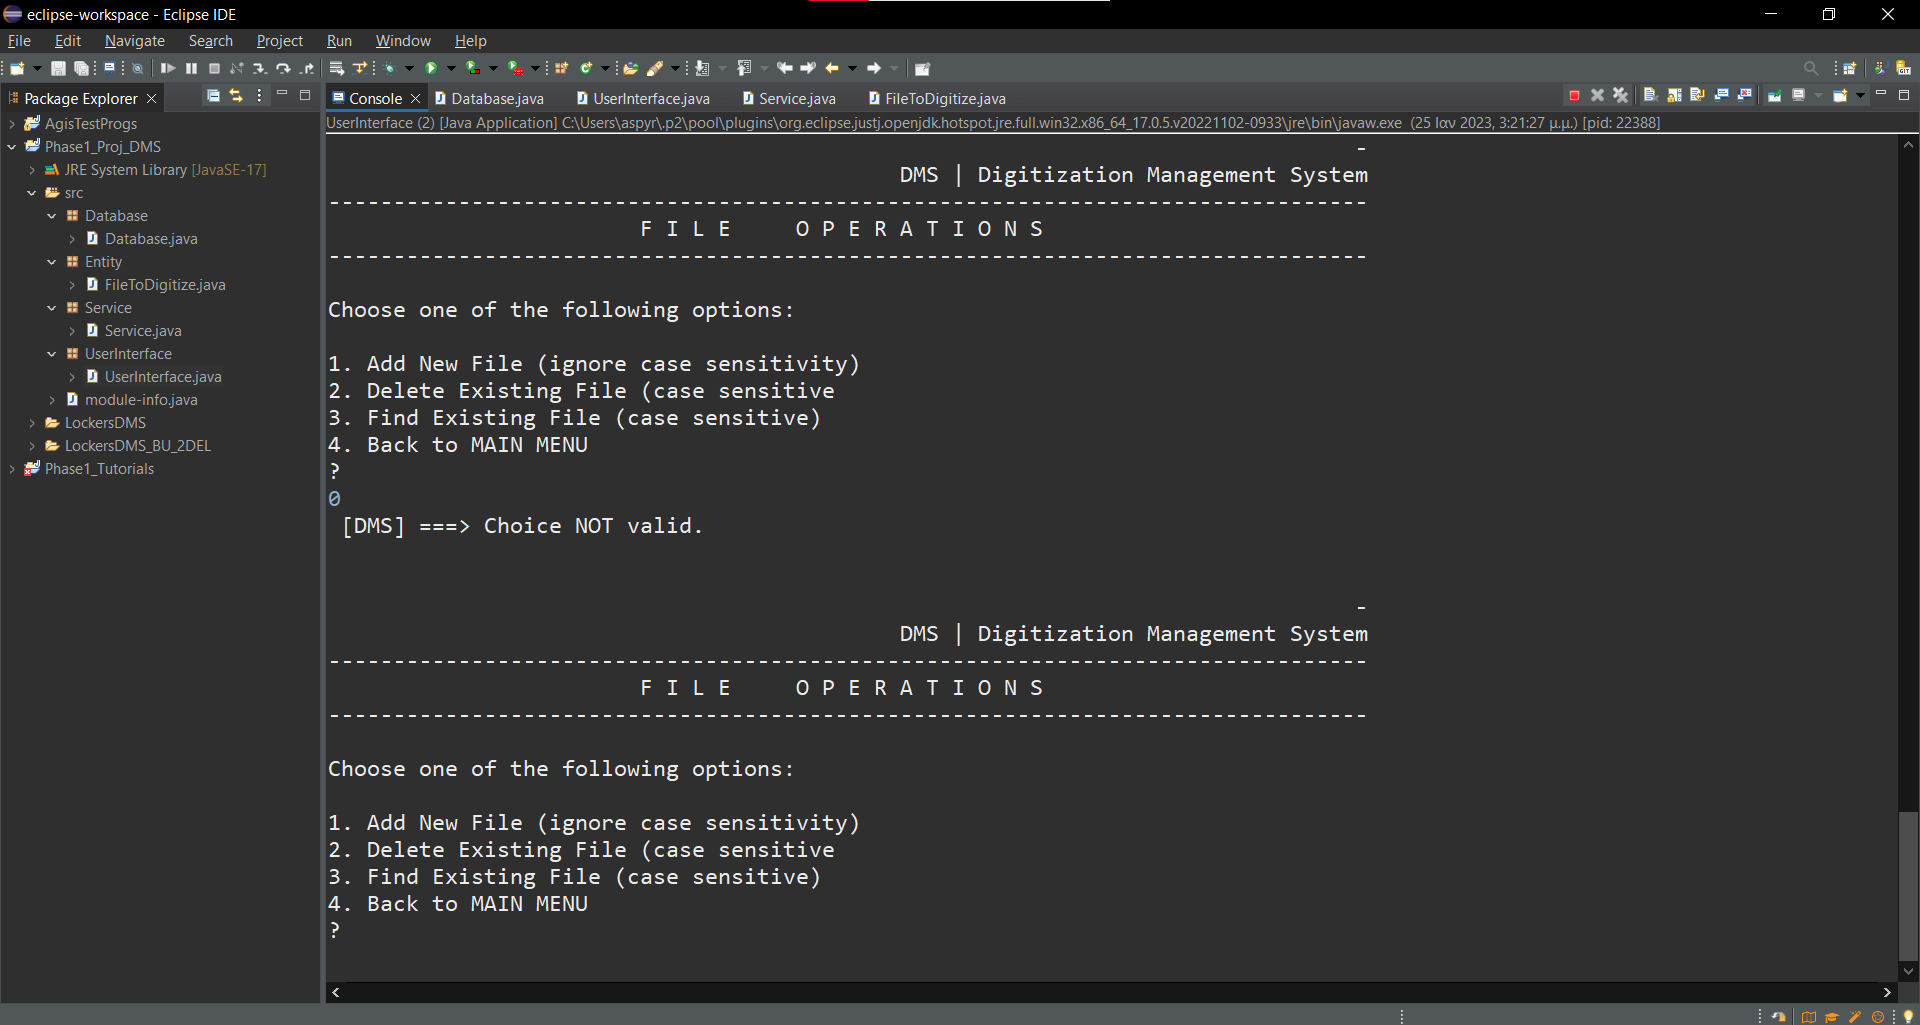 eclipse-workspace - Eclipse IDE
File Edit Navigate Search Project Run Window Help
Package Explorer
Console Database.java UserInterface.java Service.java FileToDigitize.java
UserInterface (2) [Java Application] C:\Users\aspyr\.p2\pool\plugins\org.eclipse.justj.openjdk.hotspot.jre.full.win32.x86_64_17.0.5.v20221102-0933\jre\bin\javaw.exe (25 Ιαν 2023, 3:21:27 μ.μ.) [pid: 22388]
AgisTestProgs
Phase1_Proj_DMS
JRE System Library [JavaSE-17]
src
Database
Database.java
Entity
FileToDigitize.java
Service
Service.java
UserInterface
UserInterface.java
module-info.java
LockersDMS
LockersDMS_BU_2DEL
Phase1_Tutorials
-
DMS | Digitization Management System
--------------------------------------------------------------------------------
F I L E     O P E R A T I O N S
--------------------------------------------------------------------------------
Choose one of the following options:
1. Add New File (ignore case sensitivity)
2. Delete Existing File (case sensitive
3. Find Existing File (case sensitive)
4. Back to MAIN MENU
?
0
[DMS] ===> Choice NOT valid.
-
DMS | Digitization Management System
--------------------------------------------------------------------------------
F I L E     O P E R A T I O N S
--------------------------------------------------------------------------------
Choose one of the following options:
1. Add New File (ignore case sensitivity)
2. Delete Existing File (case sensitive
3. Find Existing File (case sensitive)
4. Back to MAIN MENU
?